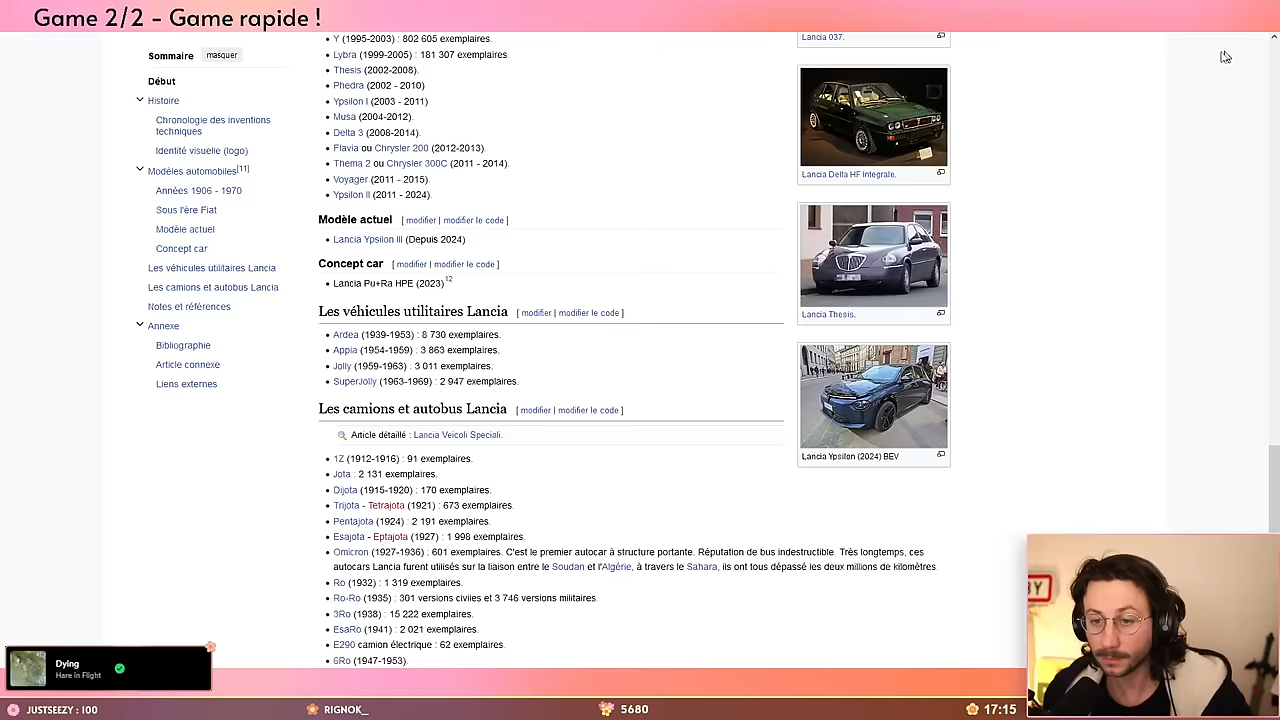 Game 2/2 - Game rapide !
Sommaire masquer
Début
Histoire
Chronologie des inventions
techniques
Identité visuelle (logo)
Modèles automobiles[11]
Années 1906 - 1970
Sous l'ère Fiat
Modèle actuel
Concept car
Les véhicules utilitaires Lancia
Les camions et autobus Lancia
Notes et références
Annexe
Bibliographie
Article connexe
Liens externes
Y (1995-2003) : 802 605 exemplaires.
Lybra (1999-2005) : 181 307 exemplaires.
Thesis (2002-2008).
Phedra (2002 - 2010)
Ypsilon I (2003 - 2011)
Musa (2004-2012).
Delta 3 (2008-2014).
Flavia ou Chrysler 200 (2012-2013).
Thema 2 ou Chrysler 300C (2011 - 2014).
Voyager (2011 - 2015).
Ypsilon II (2011 - 2024).
Modèle actuel [ modifier | modifier le code ]
Lancia Ypsilon III (Depuis 2024)
Concept car [ modifier | modifier le code ]
Lancia Pu+Ra HPE (2023)12
Les véhicules utilitaires Lancia [ modifier | modifier le code ]
Ardea (1939-1953) : 8 730 exemplaires.
Appia (1954-1959) : 3 863 exemplaires.
Jolly (1959-1963) : 3 011 exemplaires.
SuperJolly (1963-1969) : 2 947 exemplaires.
Les camions et autobus Lancia [ modifier | modifier le code ]
Article détaillé : Lancia Veicoli Speciali.
1Z (1912-1916) : 91 exemplaires.
Jota : 2 131 exemplaires.
Dijota (1915-1920) : 170 exemplaires.
Trijota - Tetrajota (1921) : 673 exemplaires.
Pentajota (1924) : 2 191 exemplaires.
Esajota - Eptajota (1927) : 1 998 exemplaires.
Omicron (1927-1936) : 601 exemplaires. C'est le premier autocar à structure portante. Réputation de bus indestructible. Très longtemps, ces
autocars Lancia furent utilisés sur la liaison entre le Soudan et l'Algérie, à travers le Sahara, ils ont tous dépassé les deux millions de kilomètres.
Ro (1932) : 1 319 exemplaires.
Ro-Ro (1935) : 301 versions civiles et 3 746 versions militaires.
3Ro (1938) : 15 222 exemplaires.
EsaRo (1941) : 2 021 exemplaires.
E290 camion électrique : 62 exemplaires.
6Ro (1947-1953).
Lancia 037.
Lancia Delta HF Integrale.
Lancia Thesis.
Lancia Ypsilon (2024) BEV
Dying
Hare In Flight
JUSTSEEZY : 100
RIGNOK_
5680
17:15